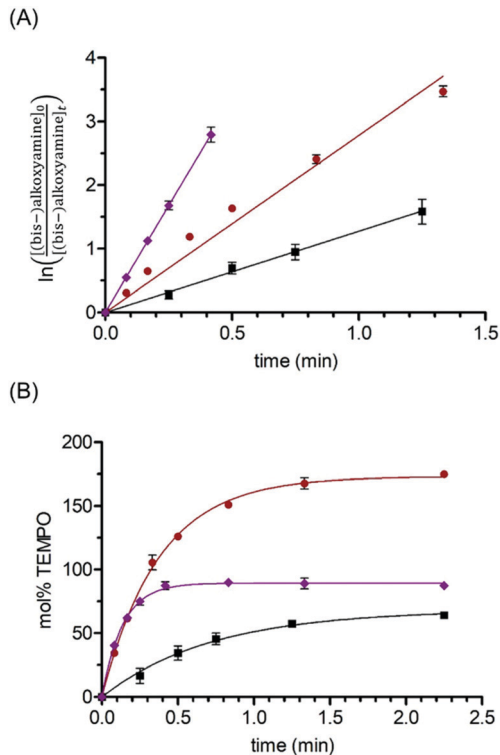 (A)
ln([(bis−)alkoxyamine]0/[(bis−)alkoxyamine]t)
4
3
2
1
0
0.0 0.5 1.0 1.5
time (min)
(B)
mol% TEMPO
200
150
100
50
0
0.0 0.5 1.0 1.5 2.0 2.5
time (min)